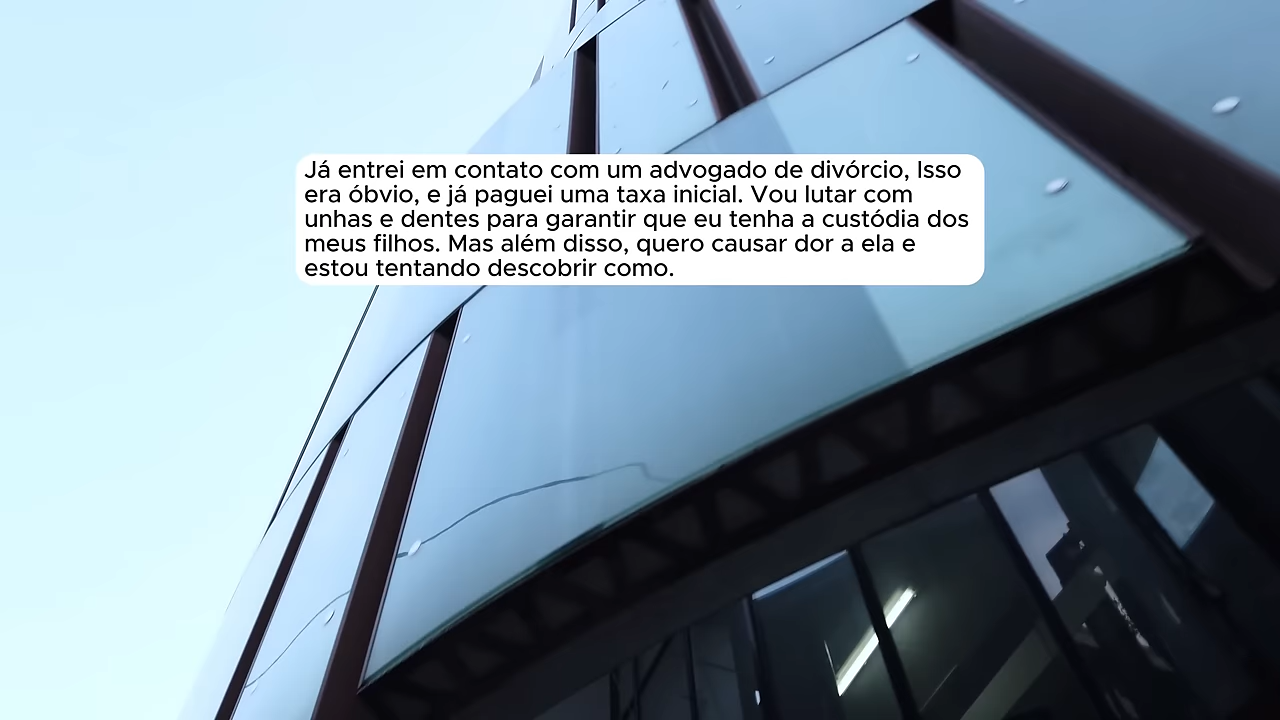 Já entrei em contato com um advogado de divórcio, Isso
era óbvio, e já paguei uma taxa inicial. Vou lutar com
unhas e dentes para garantir que eu tenha a custódia dos
meus filhos. Mas além disso, quero causar dor a ela e
estou tentando descobrir como.